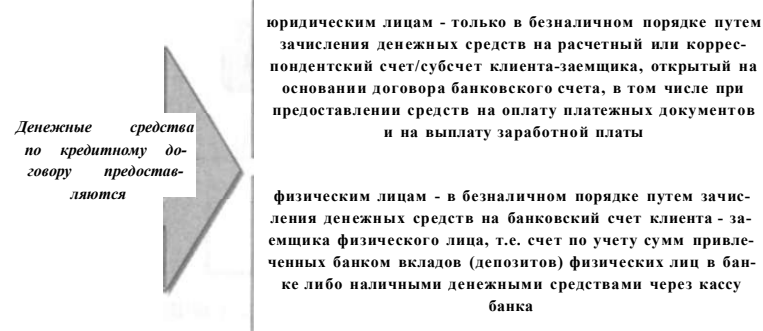 Денежные средства
по кредитному до-
говору предостав-
ляются
юридическим лицам - только в безналичном порядке путем
зачисления денежных средств на расчетный или коррес-
пондентский счет/субсчет клиента-заемщика, открытый на
основании договора банковского счета, в том числе при
предоставлении средств на оплату платежных документов
и на выплату заработной платы
физическим лицам - в безналичном порядке путем зачис-
ления денежных средств на банковский счет клиента - за-
емщика физического лица, т.е. счет по учету сумм привле-
ченных банком вкладов (депозитов) физических лиц в бан-
ке либо наличными денежными средствами через кассу
банка